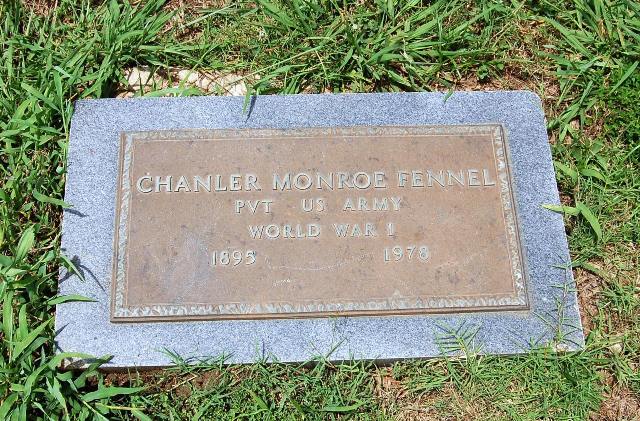 CHANLER MONROE FENNEL
PVT US ARMY
WORLD WAR I
1895 1978